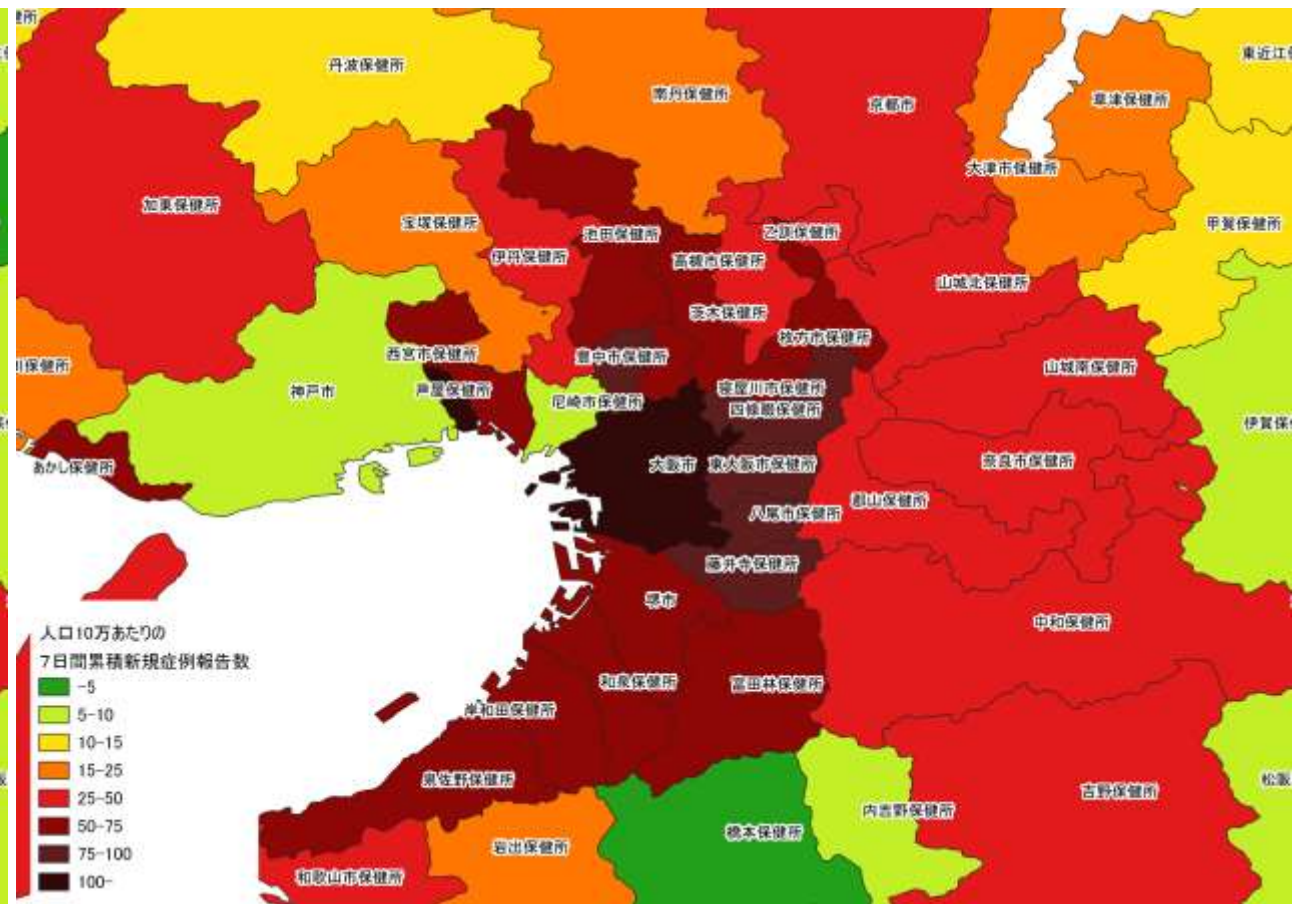 健所
丹波保健所
南丹保健所
京都市
草津保健所
東近江
大津市保健所
加東保健所
宝塚保健所
池田保健所
乙訓保健所
甲賀保健所
伊丹保健所
高槻市保健所
山城北保健所
茨木保健所
枚方市保健所
西宮市保健所
豊中市保健所
川保健所
神戸市
芦屋保健所
尼崎市保健所
寝屋川市保健所
四條畷保健所
山城南保健所
伊賀保
あかし保健所
大阪市
東大阪市保健所
奈良市保健所
八尾市保健所
郡山保健所
藤井寺保健所
堺市
中和保健所
和泉保健所
富田林保健所
岸和田保健所
泉佐野保健所
橋本保健所
内吉野保健所
吉野保健所
松阪
岩出保健所
和歌山市保健所
人口10万あたりの
7日間累積新規症例報告数
-5
5-10
10-15
15-25
25-50
50-75
75-100
100-